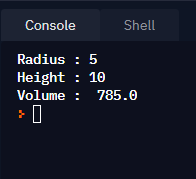 Console Shell
Radius : 5
Height : 10
Volume :  785.0
>